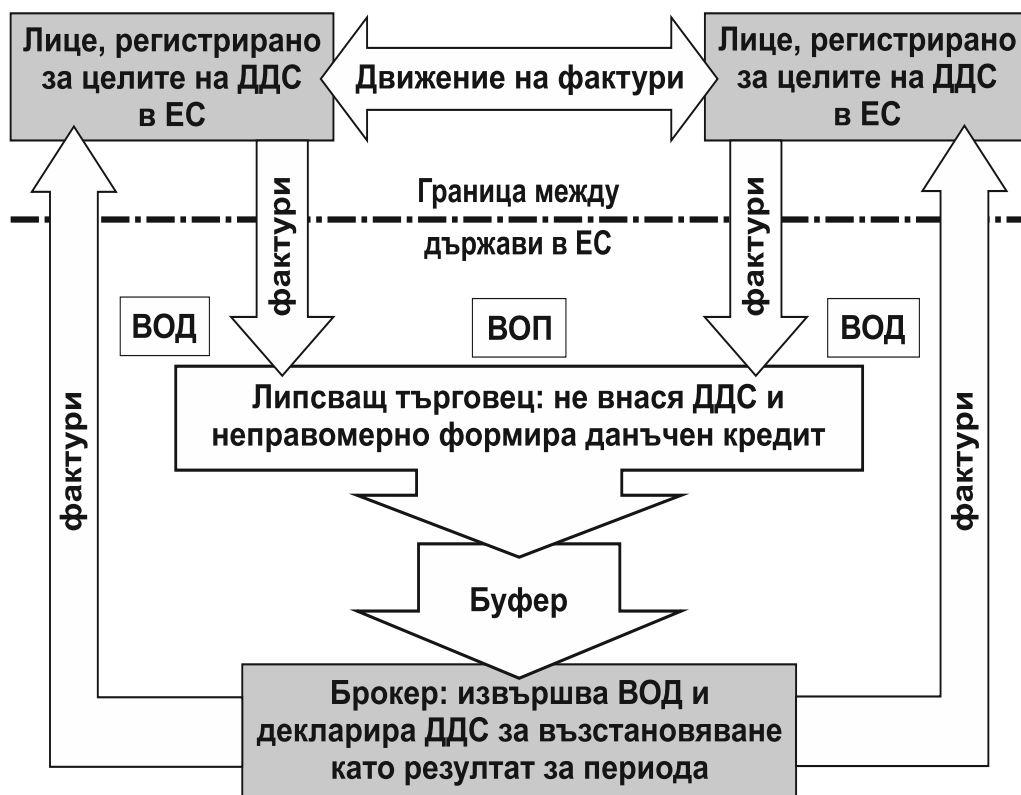 Лице, регистрирано
за целите на ДДС
в ЕС
Движение на фактури
Лице, регистрирано
за целите на ДДС
в ЕС
фактури
фактури
Граница между
държави в ЕС
ВОД
ВОП
ВОД
фактури
фактури
Липсващ търговец: не внася ДДС и
неправомерно формира данъчен кредит
Буфер
Брокер: извършва ВОД и
декларира ДДС за възстановяване
като резултат за периода